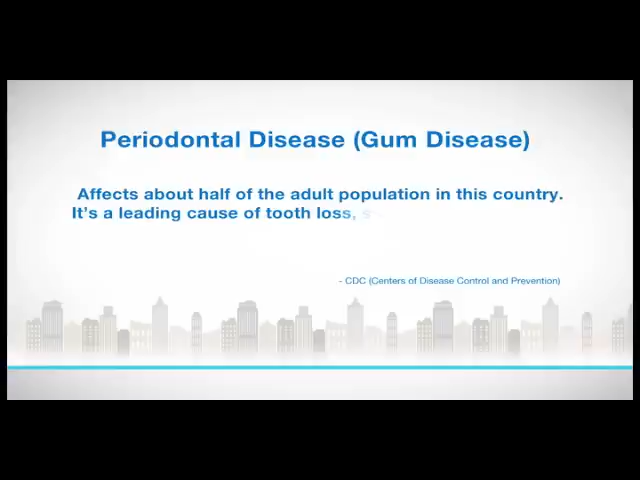 Periodontal Disease (Gum Disease)
Affects about half of the adult population in this country.
It's a leading cause of tooth loss,
- CDC (Centers of Disease Control and Prevention)